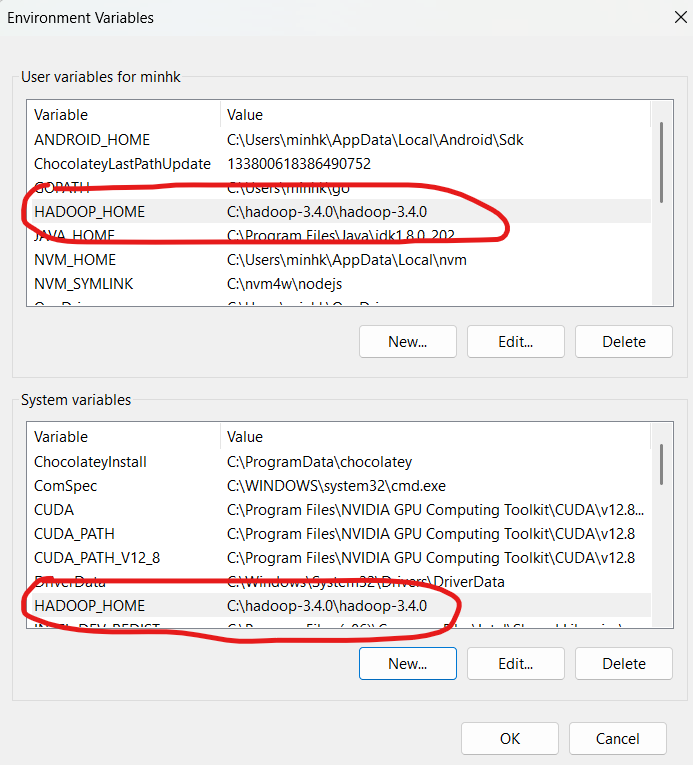 Environment Variables
User variables for minhk
Variable Value
ANDROID_HOME C:\Users\minhk\AppData\Local\Android\Sdk
ChocolateyLastPathUpdate 133800618386490752
GOPATH C:\Users\minhk\go
HADOOP_HOME C:\hadoop-3.4.0\hadoop-3.4.0
JAVA_HOME C:\Program Files\Java\jdk1.8.0_202
NVM_HOME C:\Users\minhk\AppData\Local\nvm
NVM_SYMLINK C:\nvm4w\nodejs
New... Edit... Delete
System variables
Variable Value
ChocolateyInstall C:\ProgramData\chocolatey
ComSpec C:\WINDOWS\system32\cmd.exe
CUDA C:\Program Files\NVIDIA GPU Computing Toolkit\CUDA\v12.8...
CUDA_PATH C:\Program Files\NVIDIA GPU Computing Toolkit\CUDA\v12.8
CUDA_PATH_V12_8 C:\Program Files\NVIDIA GPU Computing Toolkit\CUDA\v12.8
DriverData C:\Windows\System32\Drivers\DriverData
HADOOP_HOME C:\hadoop-3.4.0\hadoop-3.4.0
New... Edit... Delete
OK Cancel